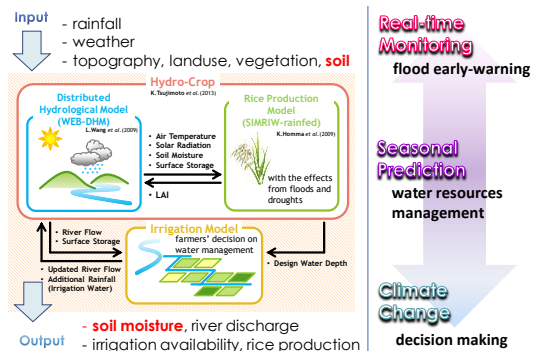 Input
- rainfall
- weather
- topography, landuse, vegetation, soil
Hydro-Crop
K.Tsujimoto et al. (2013)
Distributed
Hydrological Model
(WEB-DHM)
L.Wang et al. (2009)
• Air Temperature
• Solar Radiation
• Soil Moisture
• Surface Storage
• LAI
Rice Production
Model
(SIMRIW-rainfed)
K.Homma et al. (2009)
with the effects
from floods and
droughts
• River Flow
• Surface Storage
• Updated River Flow
• Additional Rainfall
(Irrigation Water)
Irrigation Model
farmers' decision on
water management
• Design Water Depth
Output
- soil moisture, river discharge
- irrigation availability, rice production
Real-time
Monitoring
flood early-warning
Seasonal
Prediction
water resources
management
Climate
Change
decision making